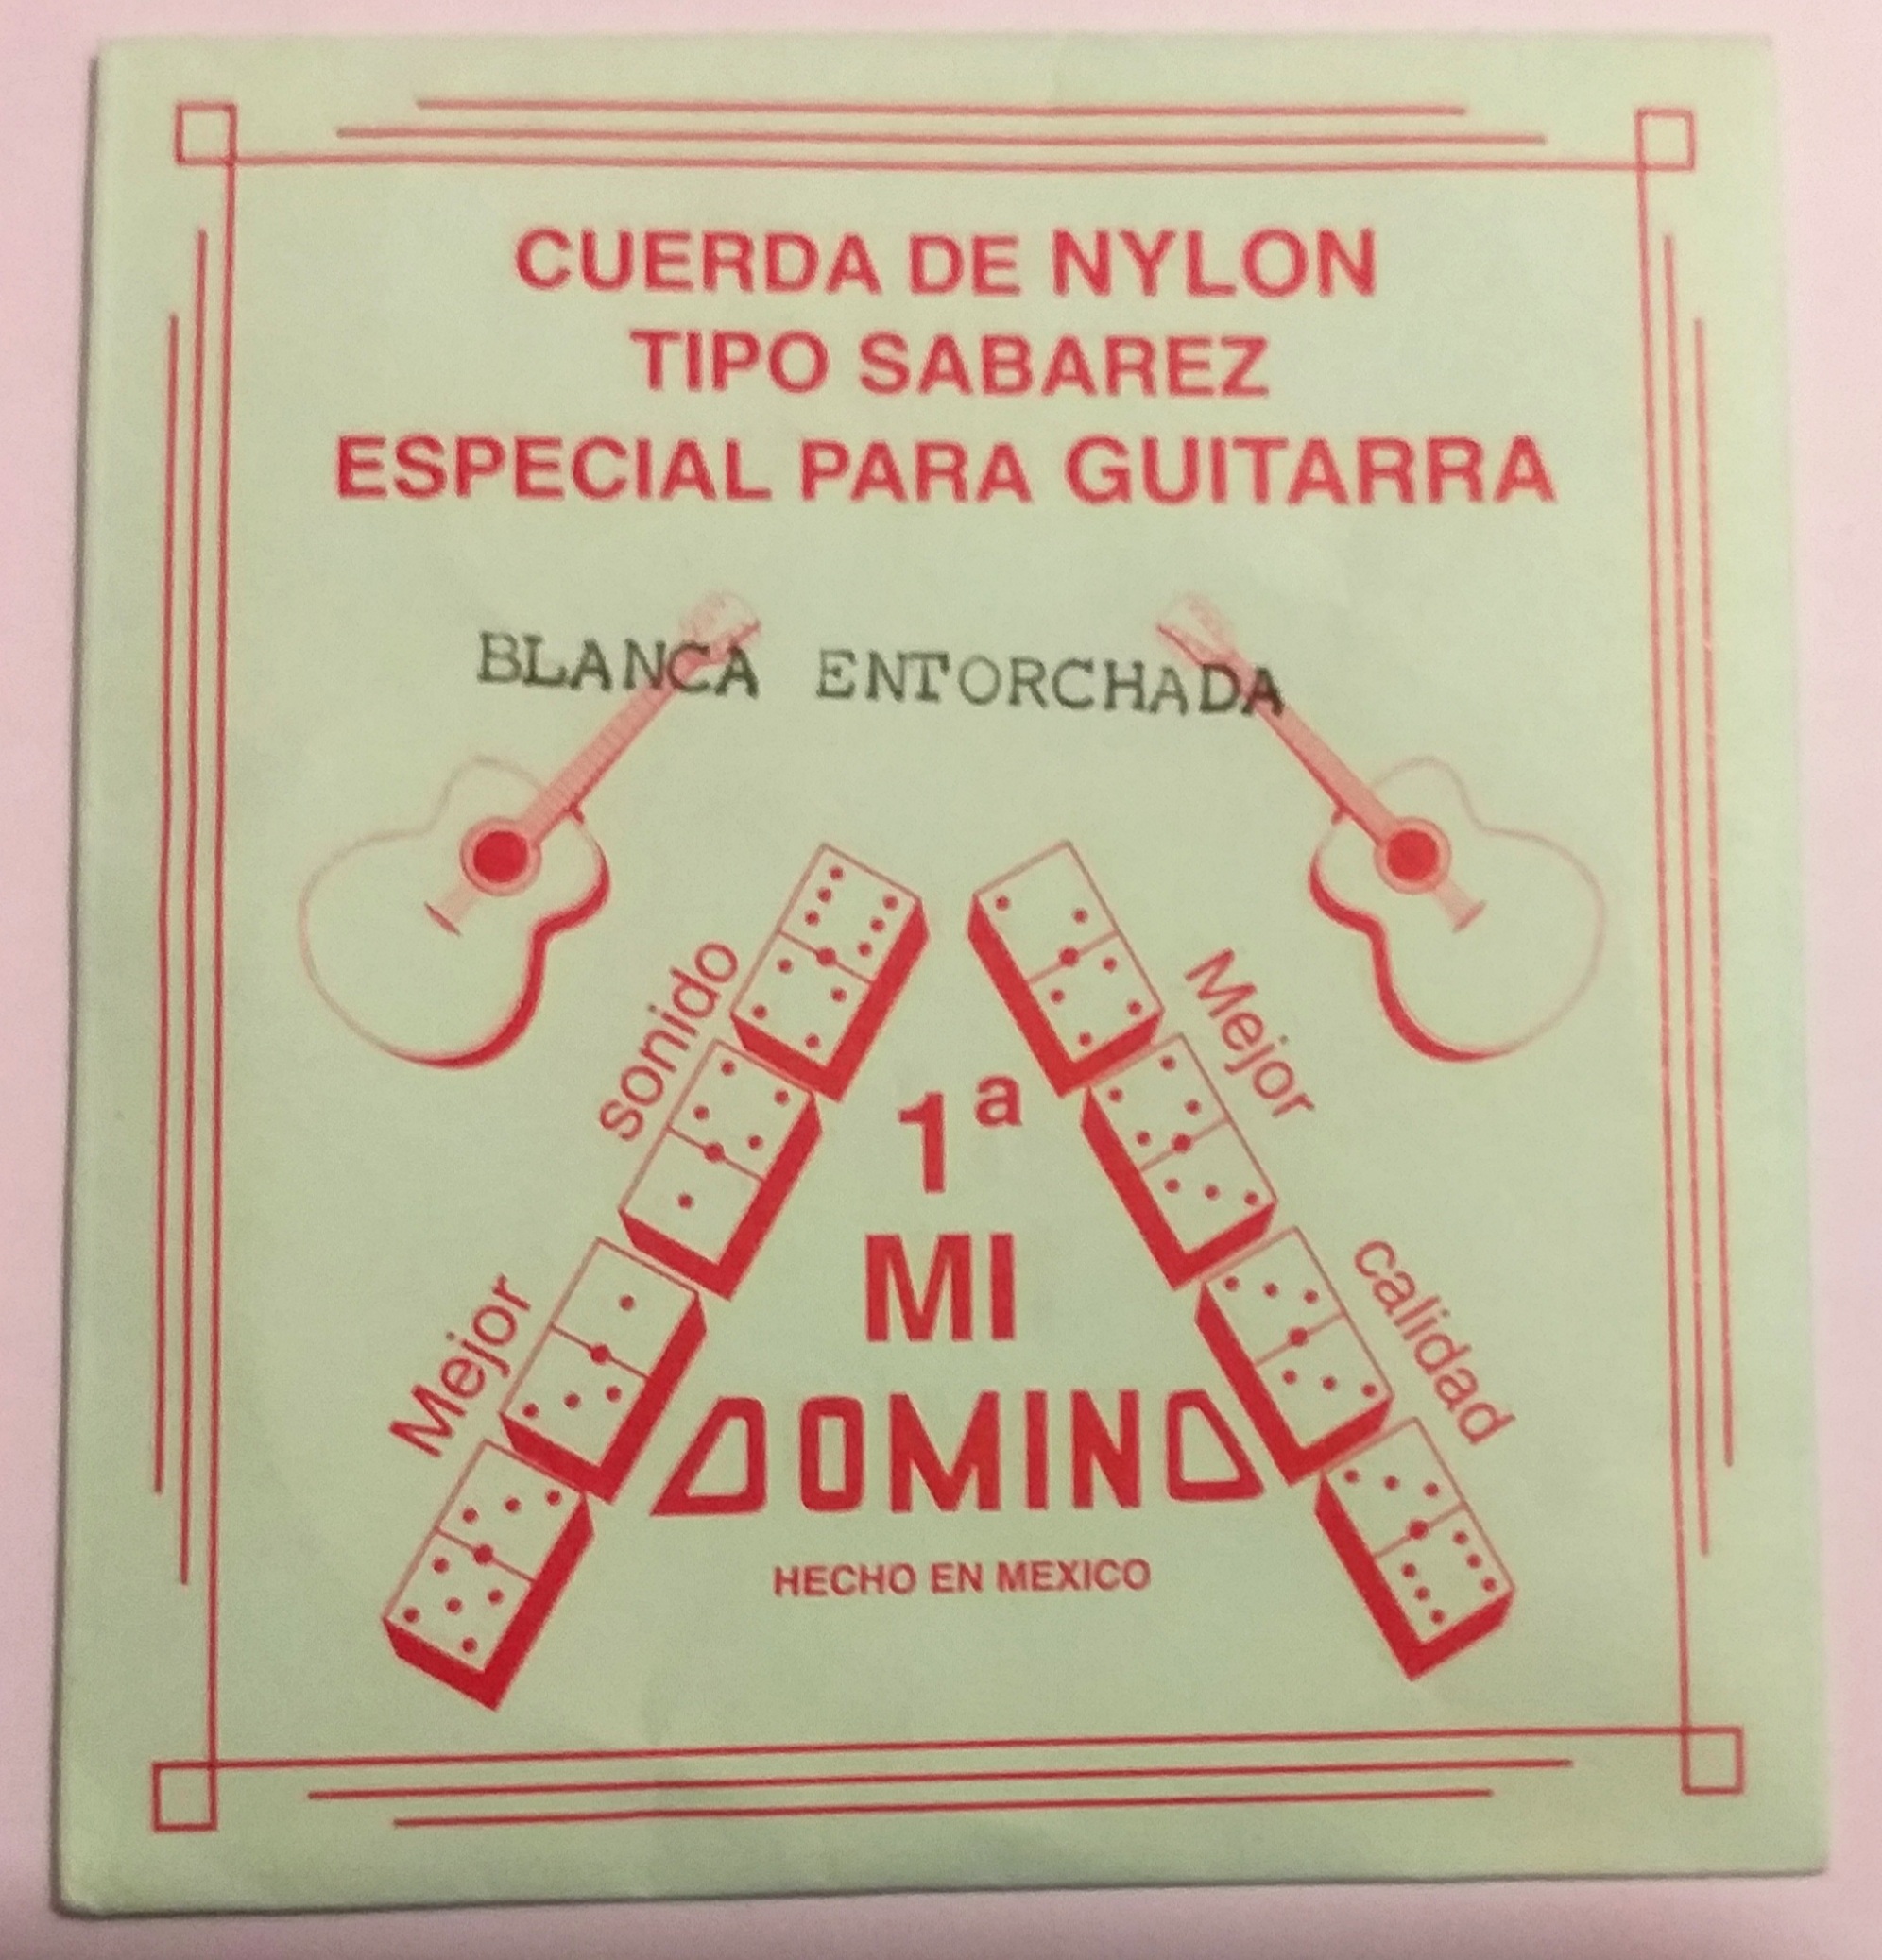 CUERDA DE NYLON
TIPO SABAREZ
ESPECIAL PARA GUITARRA
BLANCA ENTORCHADA
Mejor sonido
Mejor calidad
1ª
MI
DOMINO
HECHO EN MEXICO